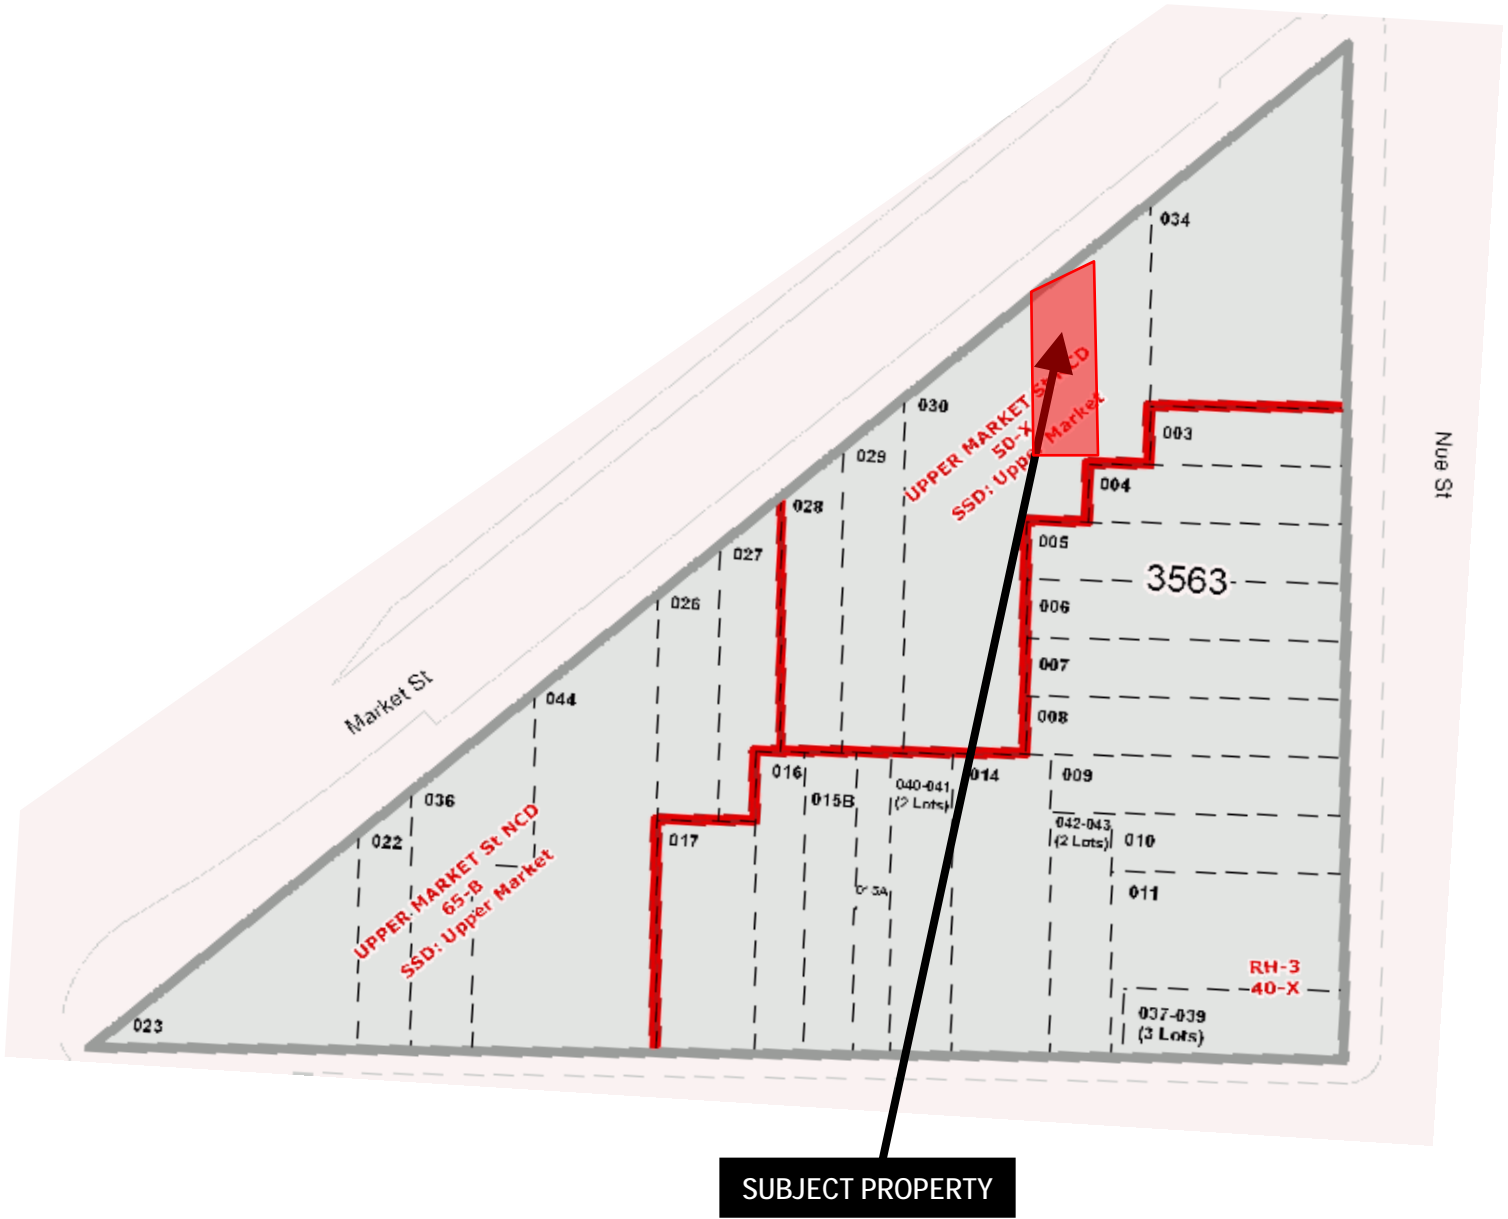 034
030
003
UPPER MARKET St NCD
50-X
SSD: Upper Market
029
004
Noe St
028
005
027
3563
026
006
007
Market St
044
008
016
014
009
040-041
(2 Lots)
036
015B
042-043
(2 Lots)
010
022
017
UPPER MARKET St NCD
65-B
SSD: Upper Market
011
RH-3
40-X
037-039
(3 Lots)
023
SUBJECT PROPERTY